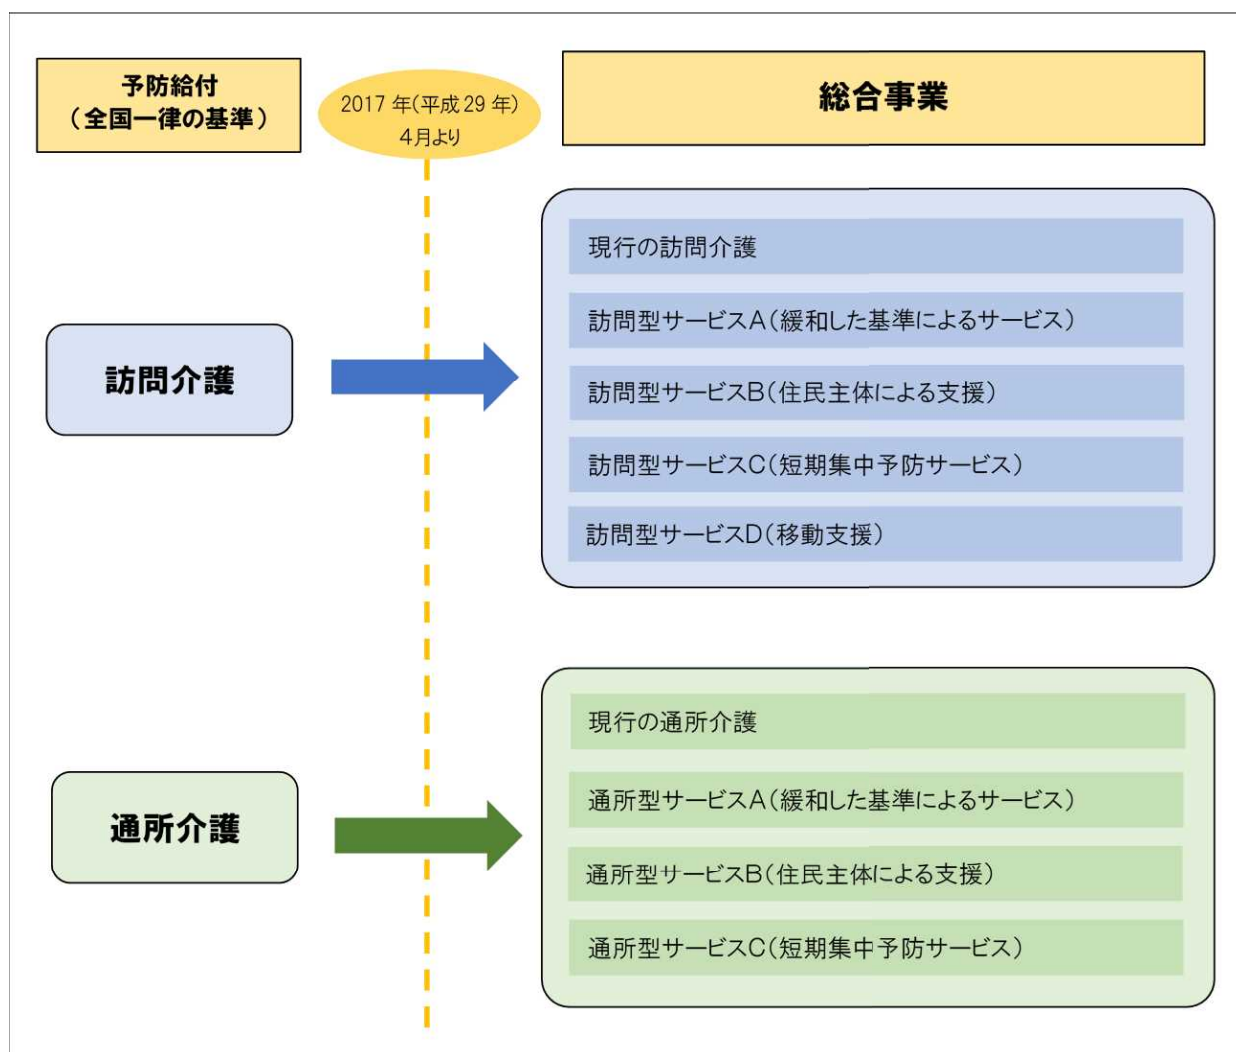 予防給付
（全国一律の基準）
2017 年(平成 29 年)
4月より
総合事業
訪問介護
現行の訪問介護
訪問型サービスA(緩和した基準によるサービス)
訪問型サービスB(住民主体による支援)
訪問型サービスC(短期集中予防サービス)
訪問型サービスD(移動支援)
通所介護
現行の通所介護
通所型サービスA(緩和した基準によるサービス)
通所型サービスB(住民主体による支援)
通所型サービスC(短期集中予防サービス)